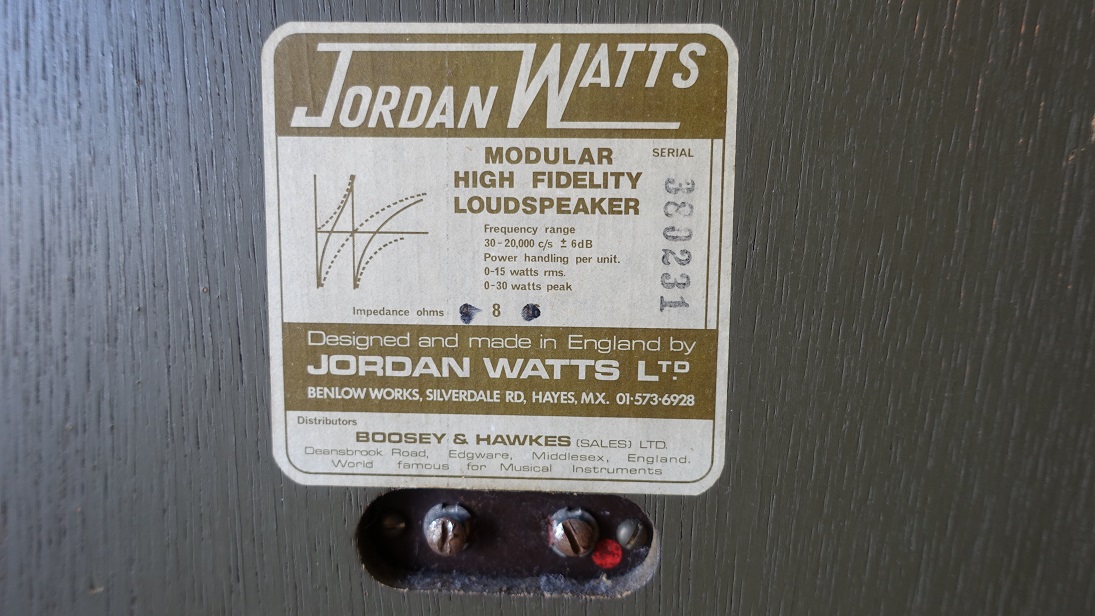 JORDAN WATTS
MODULAR
HIGH FIDELITY
LOUDSPEAKER
SERIAL
380231
Frequency range
30-20,000 c/s ± 6dB
Power handling per unit.
0-15 watts rms.
0-30 watts peak
Impedance ohms 8
Designed and made in England by
JORDAN WATTS LTD.
BENLOW WORKS, SILVERDALE RD, HAYES, MX. 01·573·6928
Distributors
BOOSEY & HAWKES (SALES) LTD.
Deansbrook Road, Edgware, Middlesex, England.
World famous for Musical Instruments